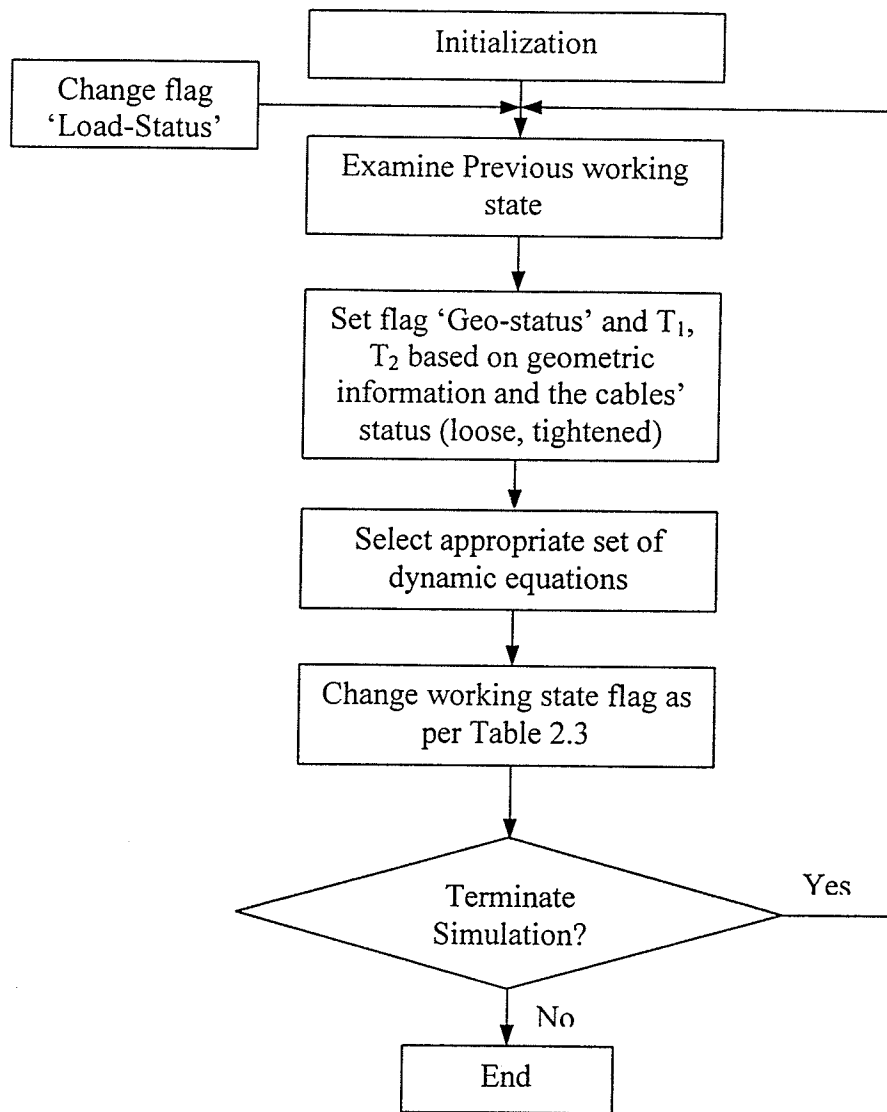 Initialization
Change flag
‘Load-Status’
Examine Previous working
state
Set flag ‘Geo-status’ and T₁,
T₂ based on geometric
information and the cables’
status (loose, tightened)
Select appropriate set of
dynamic equations
Change working state flag as
per Table 2.3
Terminate
Simulation?
Yes
No
End